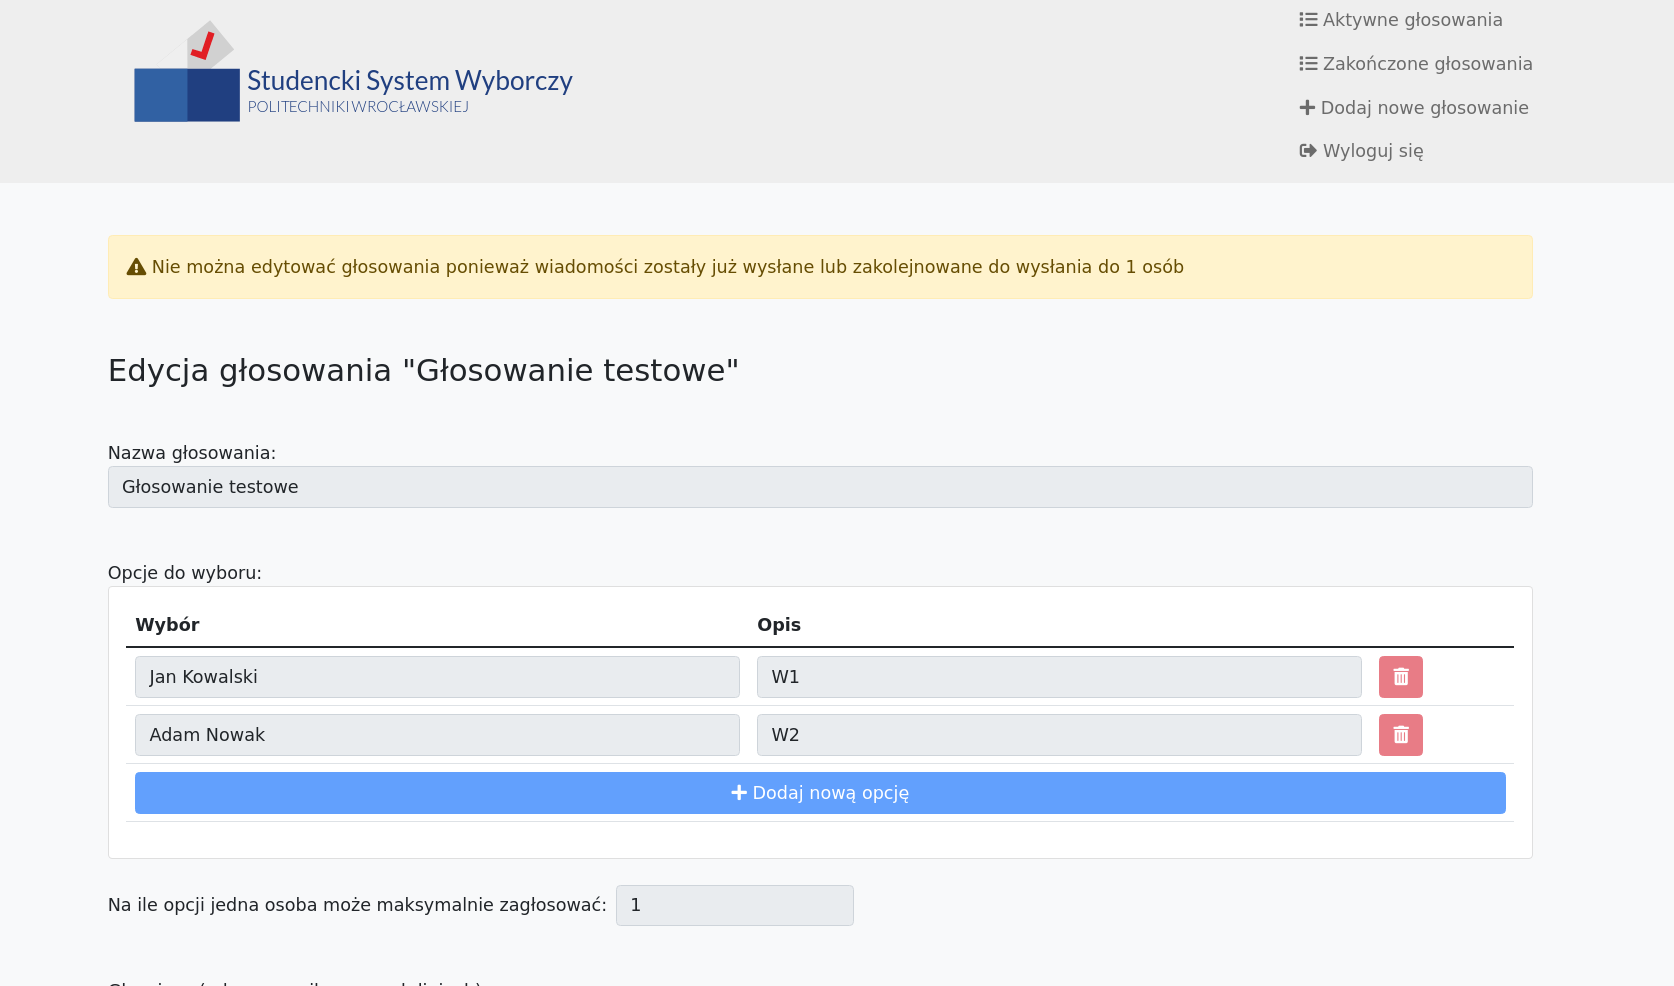 Aktywne głosowania
Zakończone głosowania
Dodaj nowe głosowanie
Wyloguj się
Studencki System Wyborczy
POLITECHNIKI WROCŁAWSKIEJ
Nie można edytować głosowania ponieważ wiadomości zostały już wysłane lub zakolejnowane do wysłania do 1 osób
Edycja głosowania "Głosowanie testowe"
Nazwa głosowania:
Głosowanie testowe
Opcje do wyboru:
Wybór Opis
Jan Kowalski W1
Adam Nowak W2
Dodaj nową opcję
Na ile opcji jedna osoba może maksymalnie zagłosować: 1